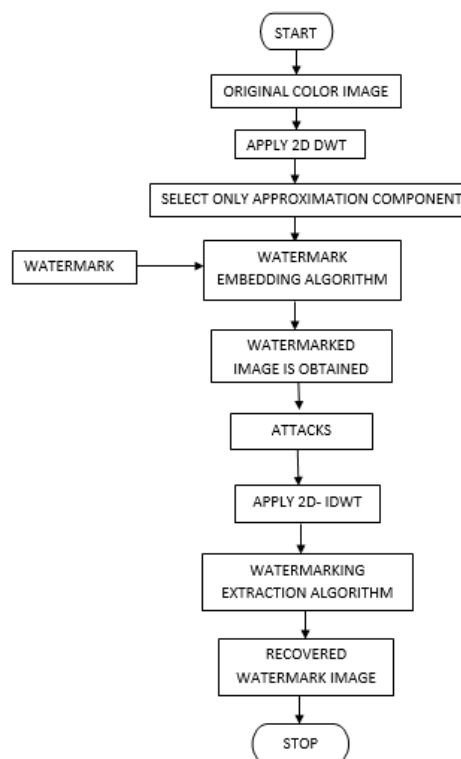 START
ORIGINAL COLOR IMAGE
APPLY 2D DWT
SELECT ONLY APPROXIMATION COMPONENT
WATERMARK
WATERMARK
EMBEDDING ALGORITHM
WATERMARKED
IMAGE IS OBTAINED
ATTACKS
APPLY 2D- IDWT
WATERMARKING
EXTRACTION ALGORITHM
RECOVERED
WATERMARK IMAGE
STOP